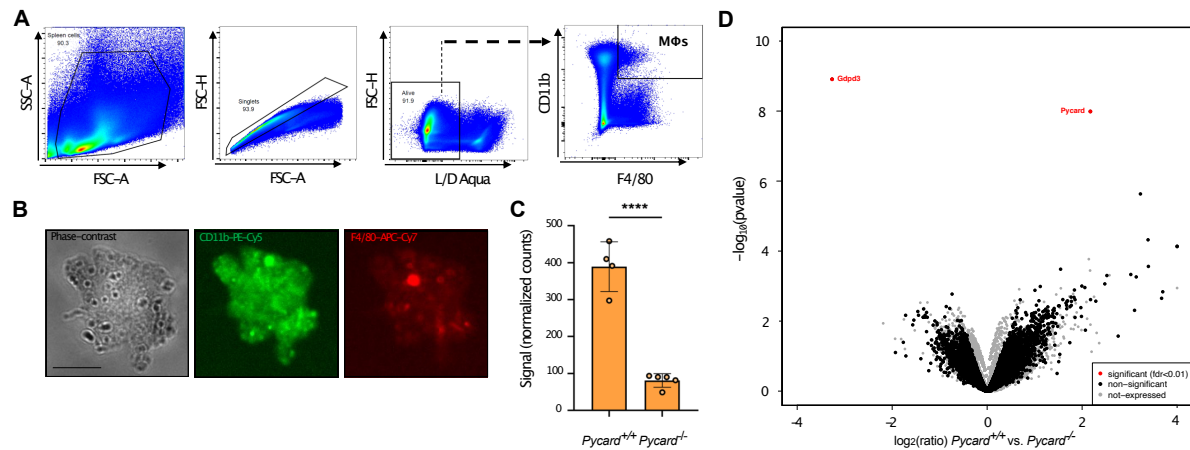 A
Spleen cells
90.3
SSC–A
FSC–A
Singlets
93.9
FSC–H
FSC–A
Alive
91.9
FSC–H
L/D Aqua
MΦs
CD11b
F4/80
B
Phase–contrast
CD11b-PE-Cy5
F4/80-APC-Cy7
C
****
500
400
300
200
100
0
Signal (normalized counts)
Pycard+/+ Pycard-/-
D
10
8
6
4
2
0
−log10(pvalue)
Gdpd3
Pycard
significant (fdr<0.01)
non−significant
not−expressed
-4
-2
0
2
4
log2(ratio) Pycard+/+ vs. Pycard-/-